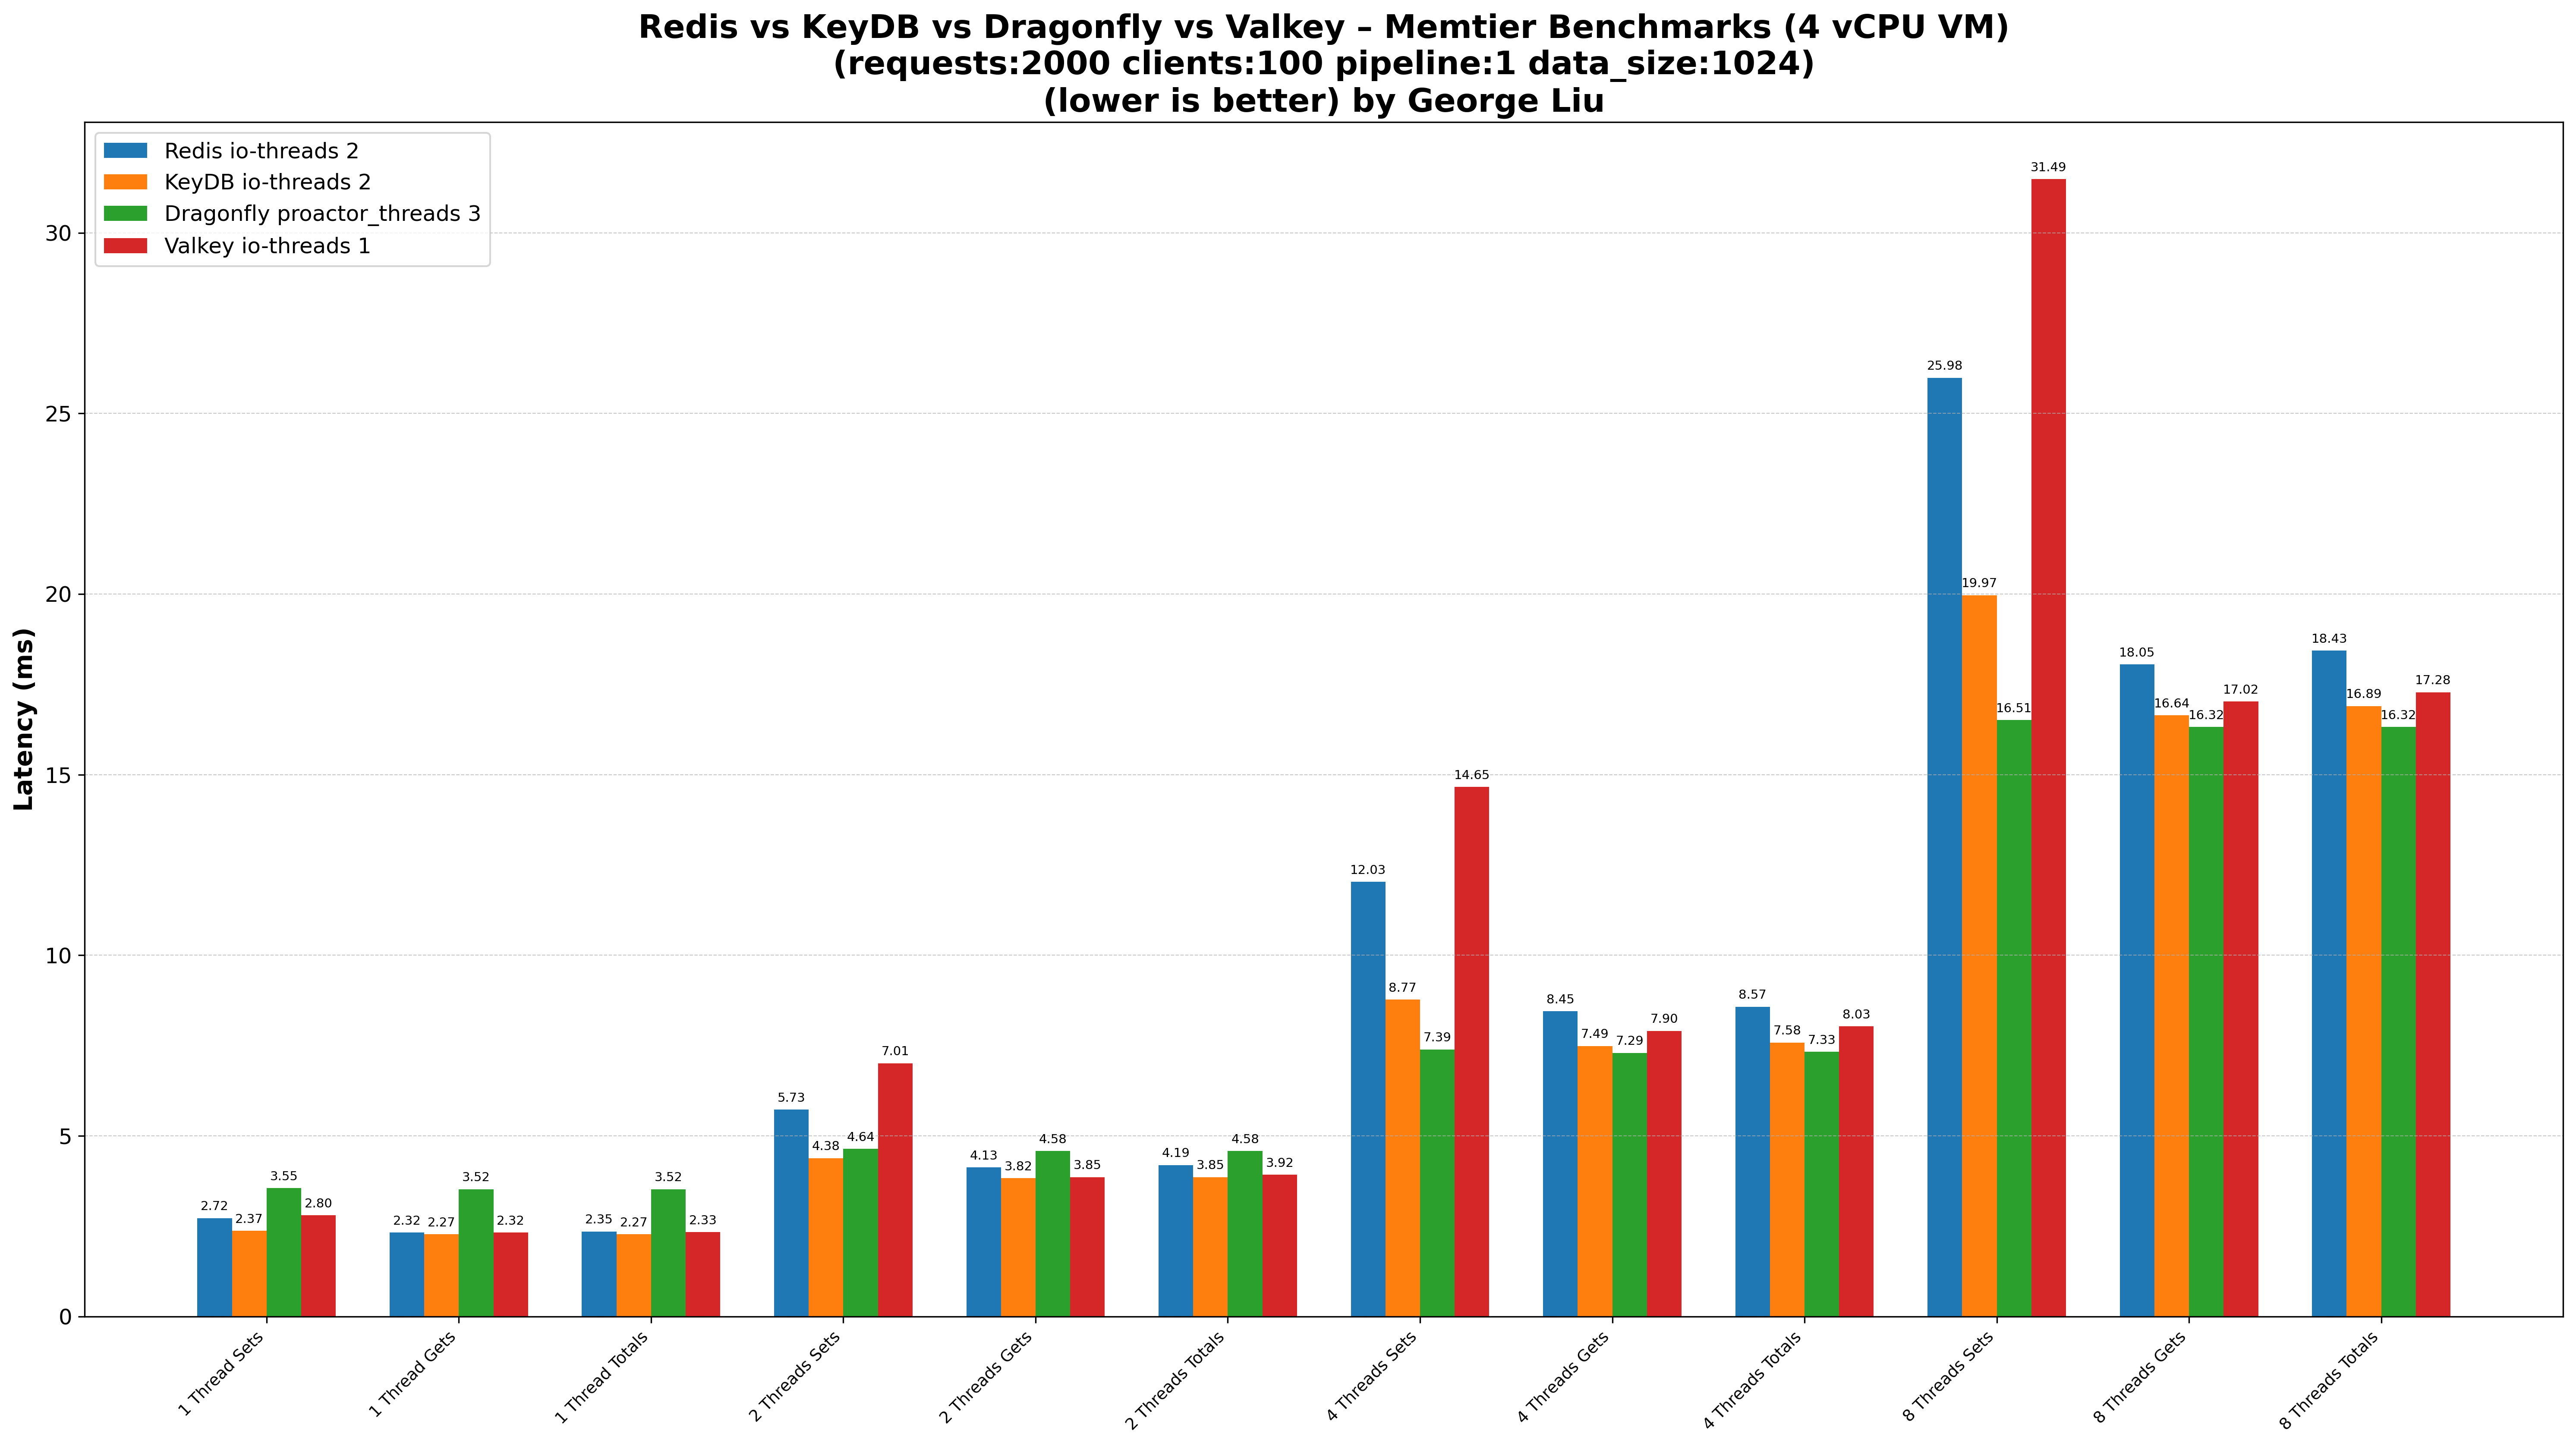 Redis vs KeyDB vs Dragonfly vs Valkey – Memtier Benchmarks (4 vCPU VM)
(requests:2000 clients:100 pipeline:1 data_size:1024)
(lower is better) by George Liu
Redis io-threads 2
KeyDB io-threads 2
Dragonfly proactor_threads 3
Valkey io-threads 1
Latency (ms)
30
25
20
15
10
5
0
2.72
2.37
3.55
2.80
2.32
2.27
3.52
2.32
2.35
2.27
3.52
2.33
5.73
4.38
4.64
7.01
4.13
3.82
4.58
3.85
4.19
3.85
4.58
3.92
12.03
8.77
7.39
14.65
8.45
7.49
7.29
7.90
8.57
7.58
7.33
8.03
25.98
19.97
16.51
31.49
18.05
16.64
16.32
17.02
18.43
16.89
16.32
17.28
1 Thread Sets
1 Thread Gets
1 Thread Totals
2 Threads Sets
2 Threads Gets
2 Threads Totals
4 Threads Sets
4 Threads Gets
4 Threads Totals
8 Threads Sets
8 Threads Gets
8 Threads Totals